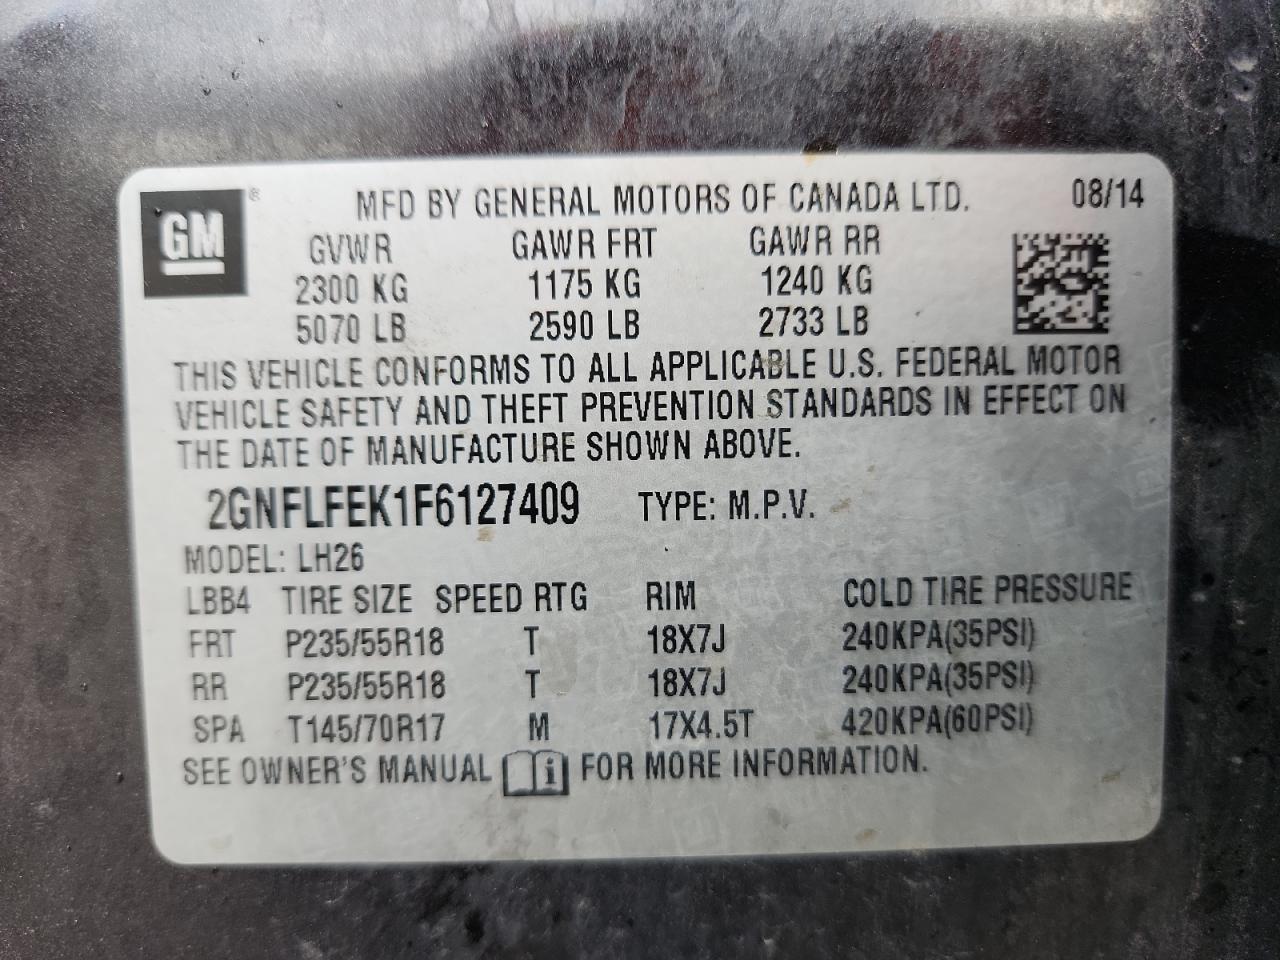 GM ®
MFD BY GENERAL MOTORS OF CANADA LTD. 08/14
GVWR GAWR FRT GAWR RR
2300 KG 1175 KG 1240 KG
5070 LB 2590 LB 2733 LB
THIS VEHICLE CONFORMS TO ALL APPLICABLE U.S. FEDERAL MOTOR
VEHICLE SAFETY AND THEFT PREVENTION STANDARDS IN EFFECT ON
THE DATE OF MANUFACTURE SHOWN ABOVE.
2GNFLFEK1F6127409 TYPE: M.P.V.
MODEL: LH26
LBB4 TIRE SIZE SPEED RTG RIM COLD TIRE PRESSURE
FRT P235/55R18 T 18X7J 240KPA(35PSI)
RR P235/55R18 T 18X7J 240KPA(35PSI)
SPA T145/70R17 M 17X4.5T 420KPA(60PSI)
SEE OWNER'S MANUAL i FOR MORE INFORMATION.